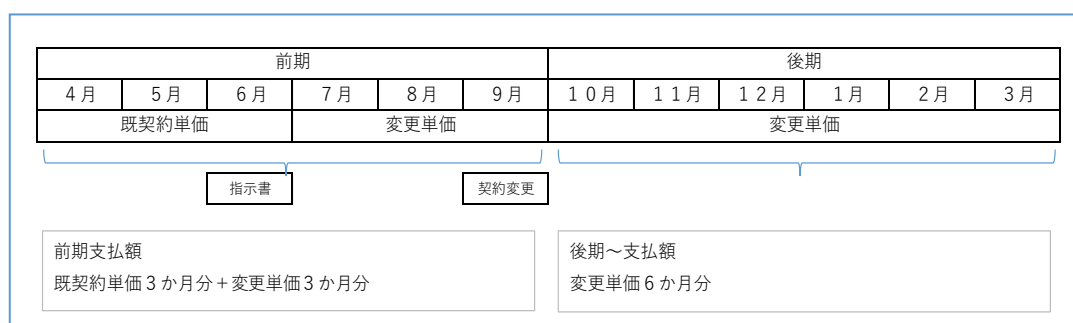 前期 後期
４月 ５月 ６月 ７月 ８月 ９月 １０月 １１月 １２月 １月 ２月 ３月
既契約単価 変更単価 変更単価
指示書 契約変更
前期支払額
既契約単価３か月分＋変更単価３か月分
後期～支払額
変更単価６か月分